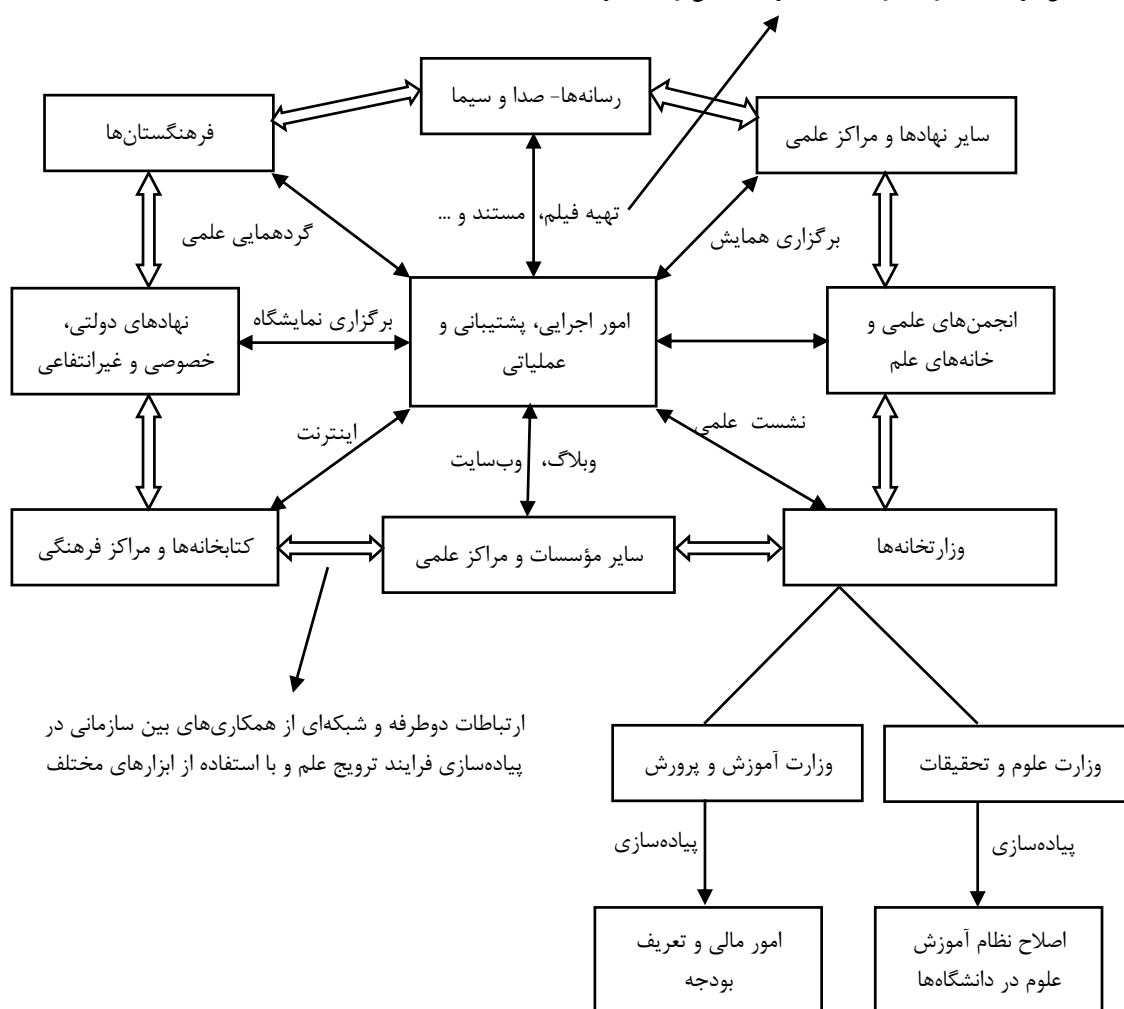 رسانه‌ها- صدا و سیما
فرهنگستان‌ها
سایر نهادها و مراکز علمی
تهیه فیلم، مستند و ...
گردهمایی علمی
برگزاری همایش
نهادهای دولتی،
خصوصی و غیرانتفاعی
برگزاری نمایشگاه
امور اجرایی، پشتیبانی و
عملیاتی
انجمن‌های علمی و
خانه‌های علم
اینترنت
وبلاگ، وب‌سایت
نشست علمی
کتابخانه‌ها و مراکز فرهنگی
سایر مؤسسات و مراکز علمی
وزارتخانه‌ها
ارتباطات دوطرفه و شبکه‌ای از همکاری‌های بین سازمانی در
پیاده‌سازی فرایند ترویج علم و با استفاده از ابزارهای مختلف
وزارت آموزش و پرورش
وزارت علوم و تحقیقات
پیاده‌سازی
پیاده‌سازی
امور مالی و تعریف
بودجه
اصلاح نظام آموزش
علوم در دانشگاه‌ها